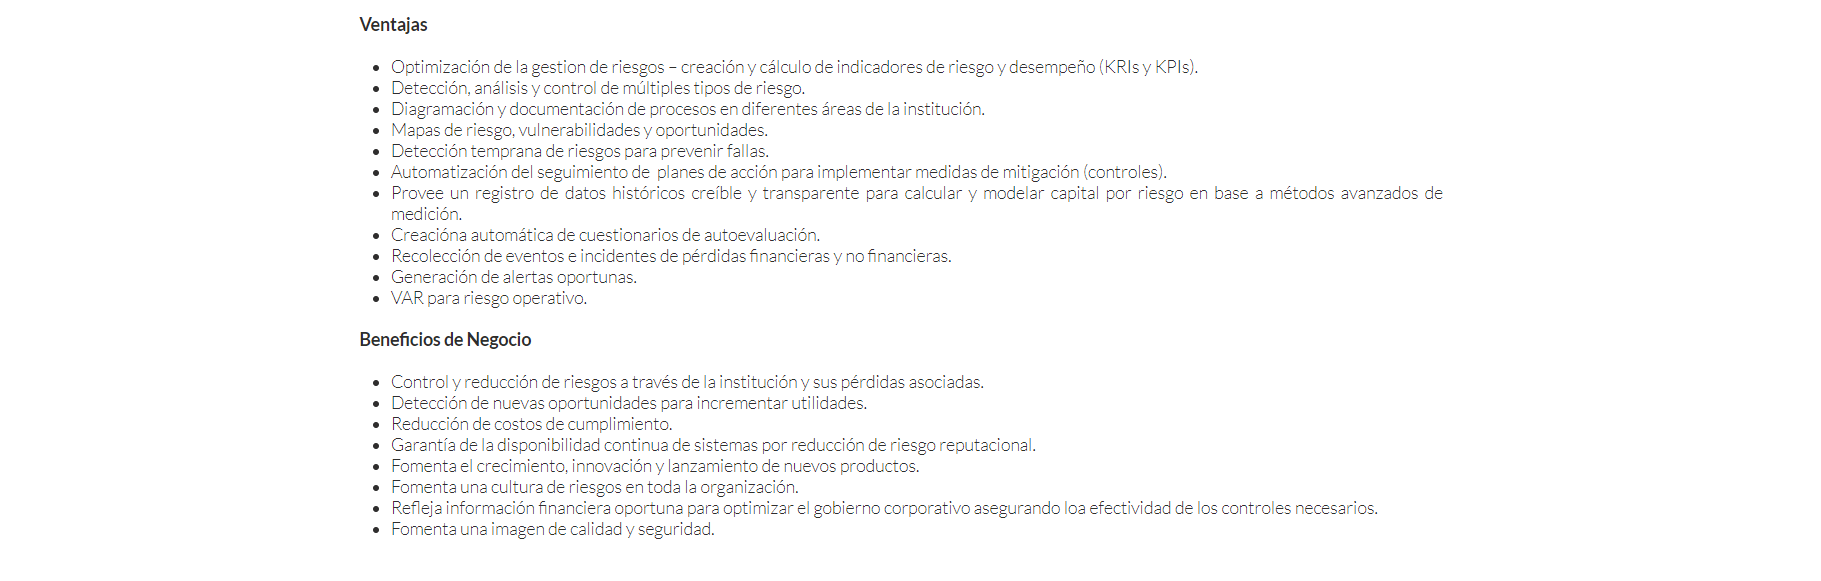 Ventajas
• Optimización de la gestion de riesgos – creación y cálculo de indicadores de riesgo y desempeño (KRIs y KPIs).
• Detección, análisis y control de múltiples tipos de riesgo.
• Diagramación y documentación de procesos en diferentes áreas de la institución.
• Mapas de riesgo, vulnerabilidades y oportunidades.
• Detección temprana de riesgos para prevenir fallas.
• Automatización del seguimiento de  planes de acción para implementar medidas de mitigación (controles).
• Provee un registro de datos históricos creíble y transparente para calcular y modelar capital por riesgo en base a métodos avanzados de
medición.
• Creacióna automática de cuestionarios de autoevaluación.
• Recolección de eventos e incidentes de pérdidas financieras y no financieras.
• Generación de alertas oportunas.
• VAR para riesgo operativo.
Beneficios de Negocio
• Control y reducción de riesgos a través de la institución y sus pérdidas asociadas.
• Detección de nuevas oportunidades para incrementar utilidades.
• Reducción de costos de cumplimiento.
• Garantía de la disponibilidad continua de sistemas por reducción de riesgo reputacional.
• Fomenta el crecimiento, innovación y lanzamiento de nuevos productos.
• Fomenta una cultura de riesgos en toda la organización.
• Refleja información financiera oportuna para optimizar el gobierno corporativo asegurando loa efectividad de los controles necesarios.
• Fomenta una imagen de calidad y seguridad.